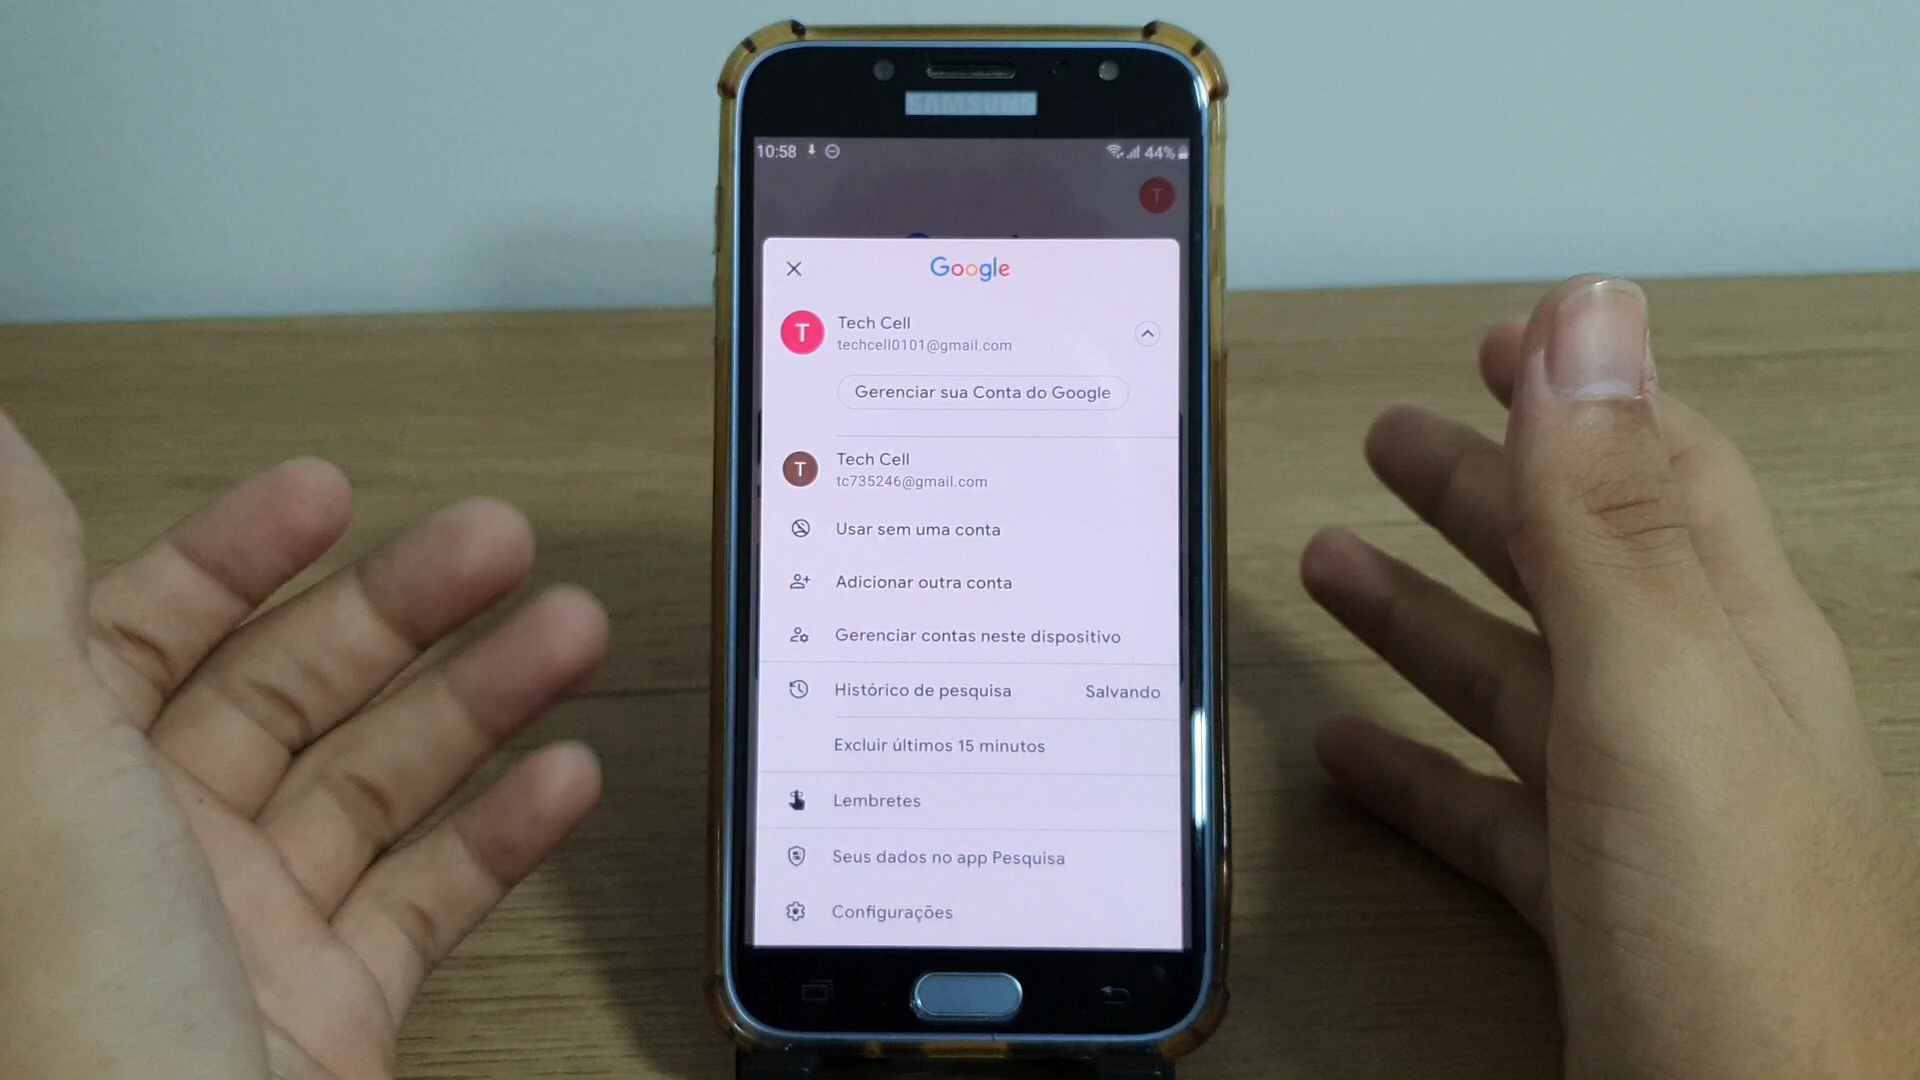 SAMSUNG
10:58 44%
T
Google
T Tech Cell
techcell0101@gmail.com
Gerenciar sua Conta do Google
T Tech Cell
tc735246@gmail.com
Usar sem uma conta
Adicionar outra conta
Gerenciar contas neste dispositivo
Histórico de pesquisa Salvando
Excluir últimos 15 minutos
Lembretes
Seus dados no app Pesquisa
Configurações